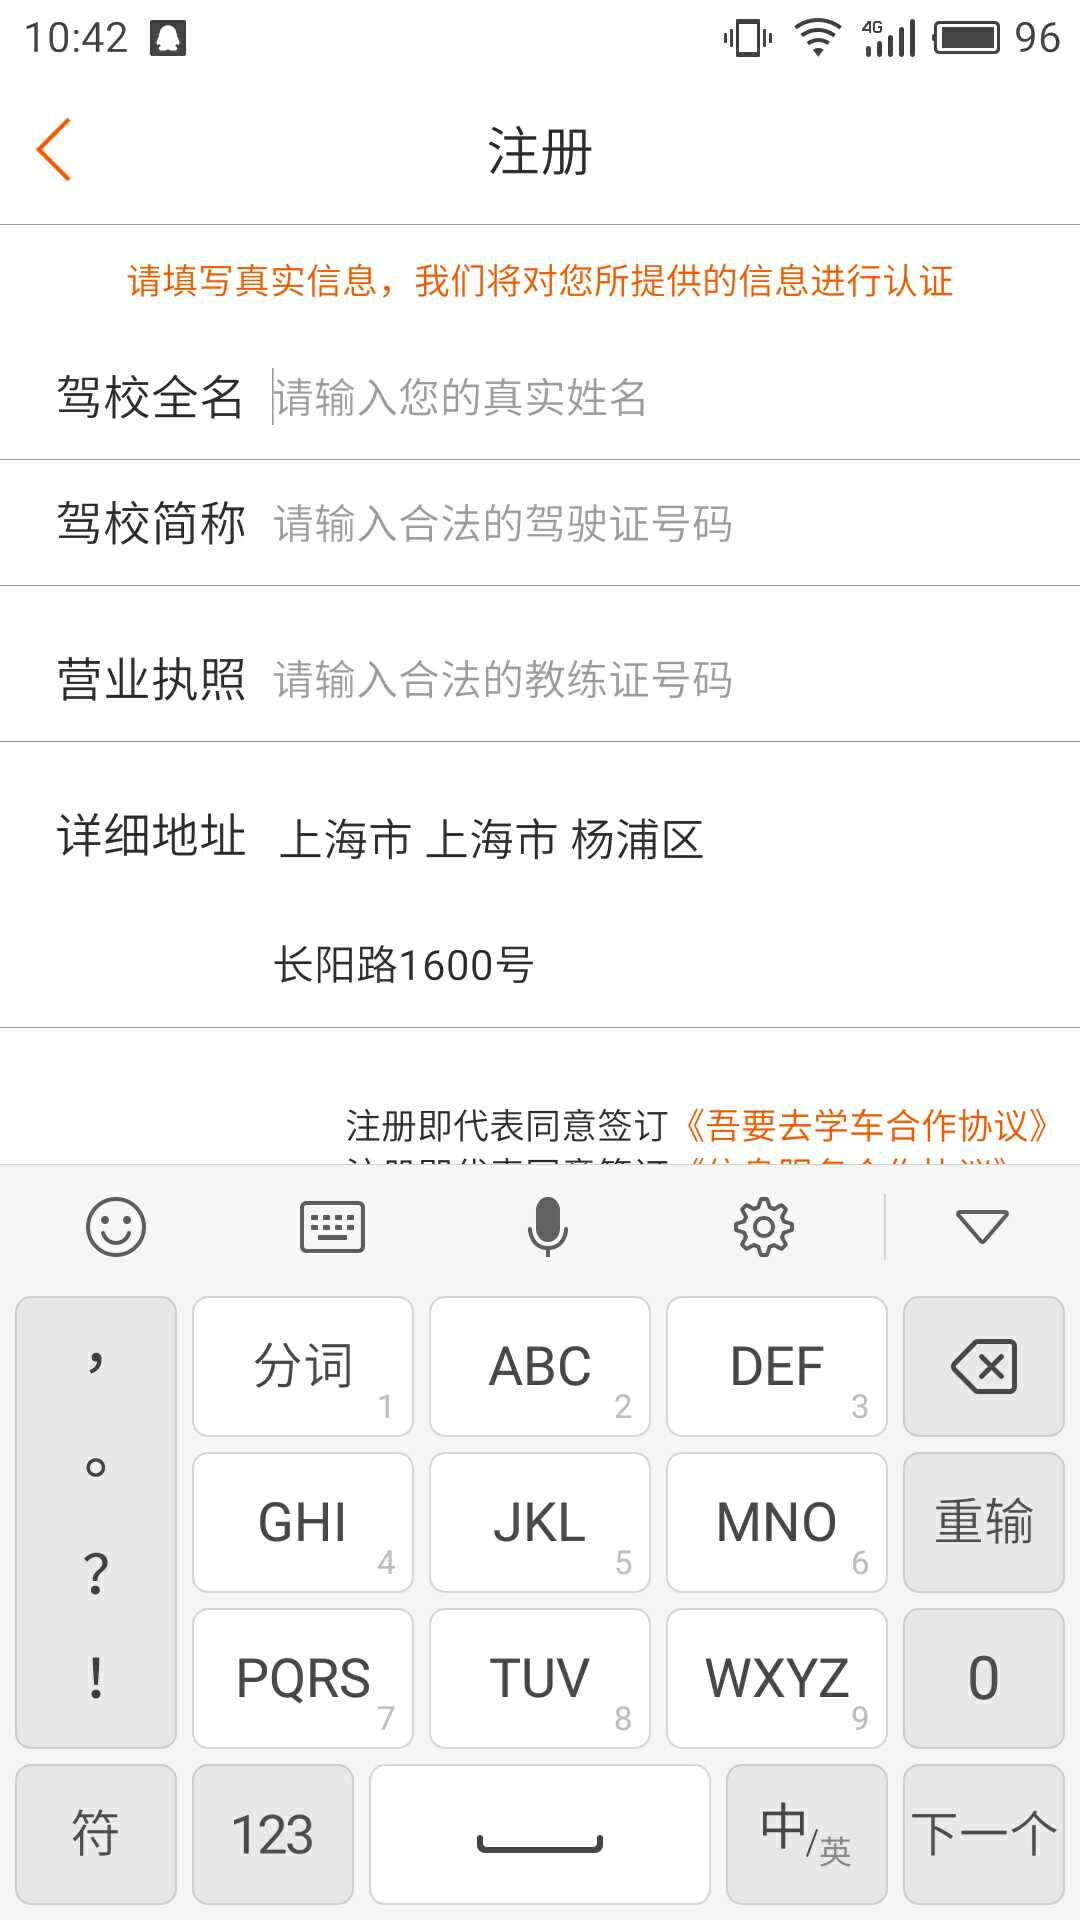 10:42 4G 96
注册
请填写真实信息，我们将对您所提供的信息进行认证
驾校全名 请输入您的真实姓名
驾校简称 请输入合法的驾驶证号码
营业执照 请输入合法的教练证号码
详细地址 上海市 上海市 杨浦区
长阳路1600号
注册即代表同意签订《吾要去学车合作协议》
， 分词 1 ABC 2 DEF 3
。 GHI 4 JKL 5 MNO 6 重输
？
！ PQRS 7 TUV 8 WXYZ 9 0
符 123 中/英 下一个